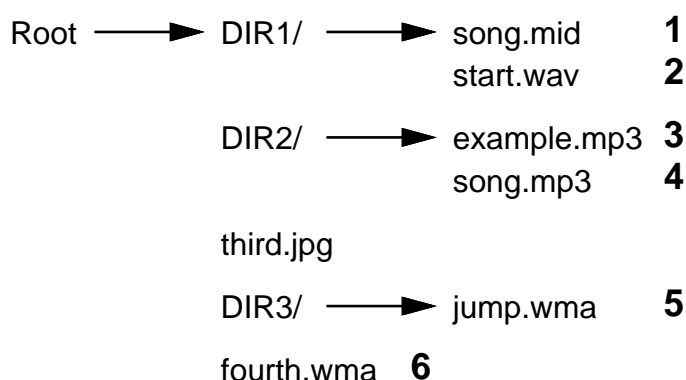 Root DIR1/ song.mid 1
start.wav 2
DIR2/ example.mp3 3
song.mp3 4
third.jpg
DIR3/ jump.wma 5
fourth.wma 6